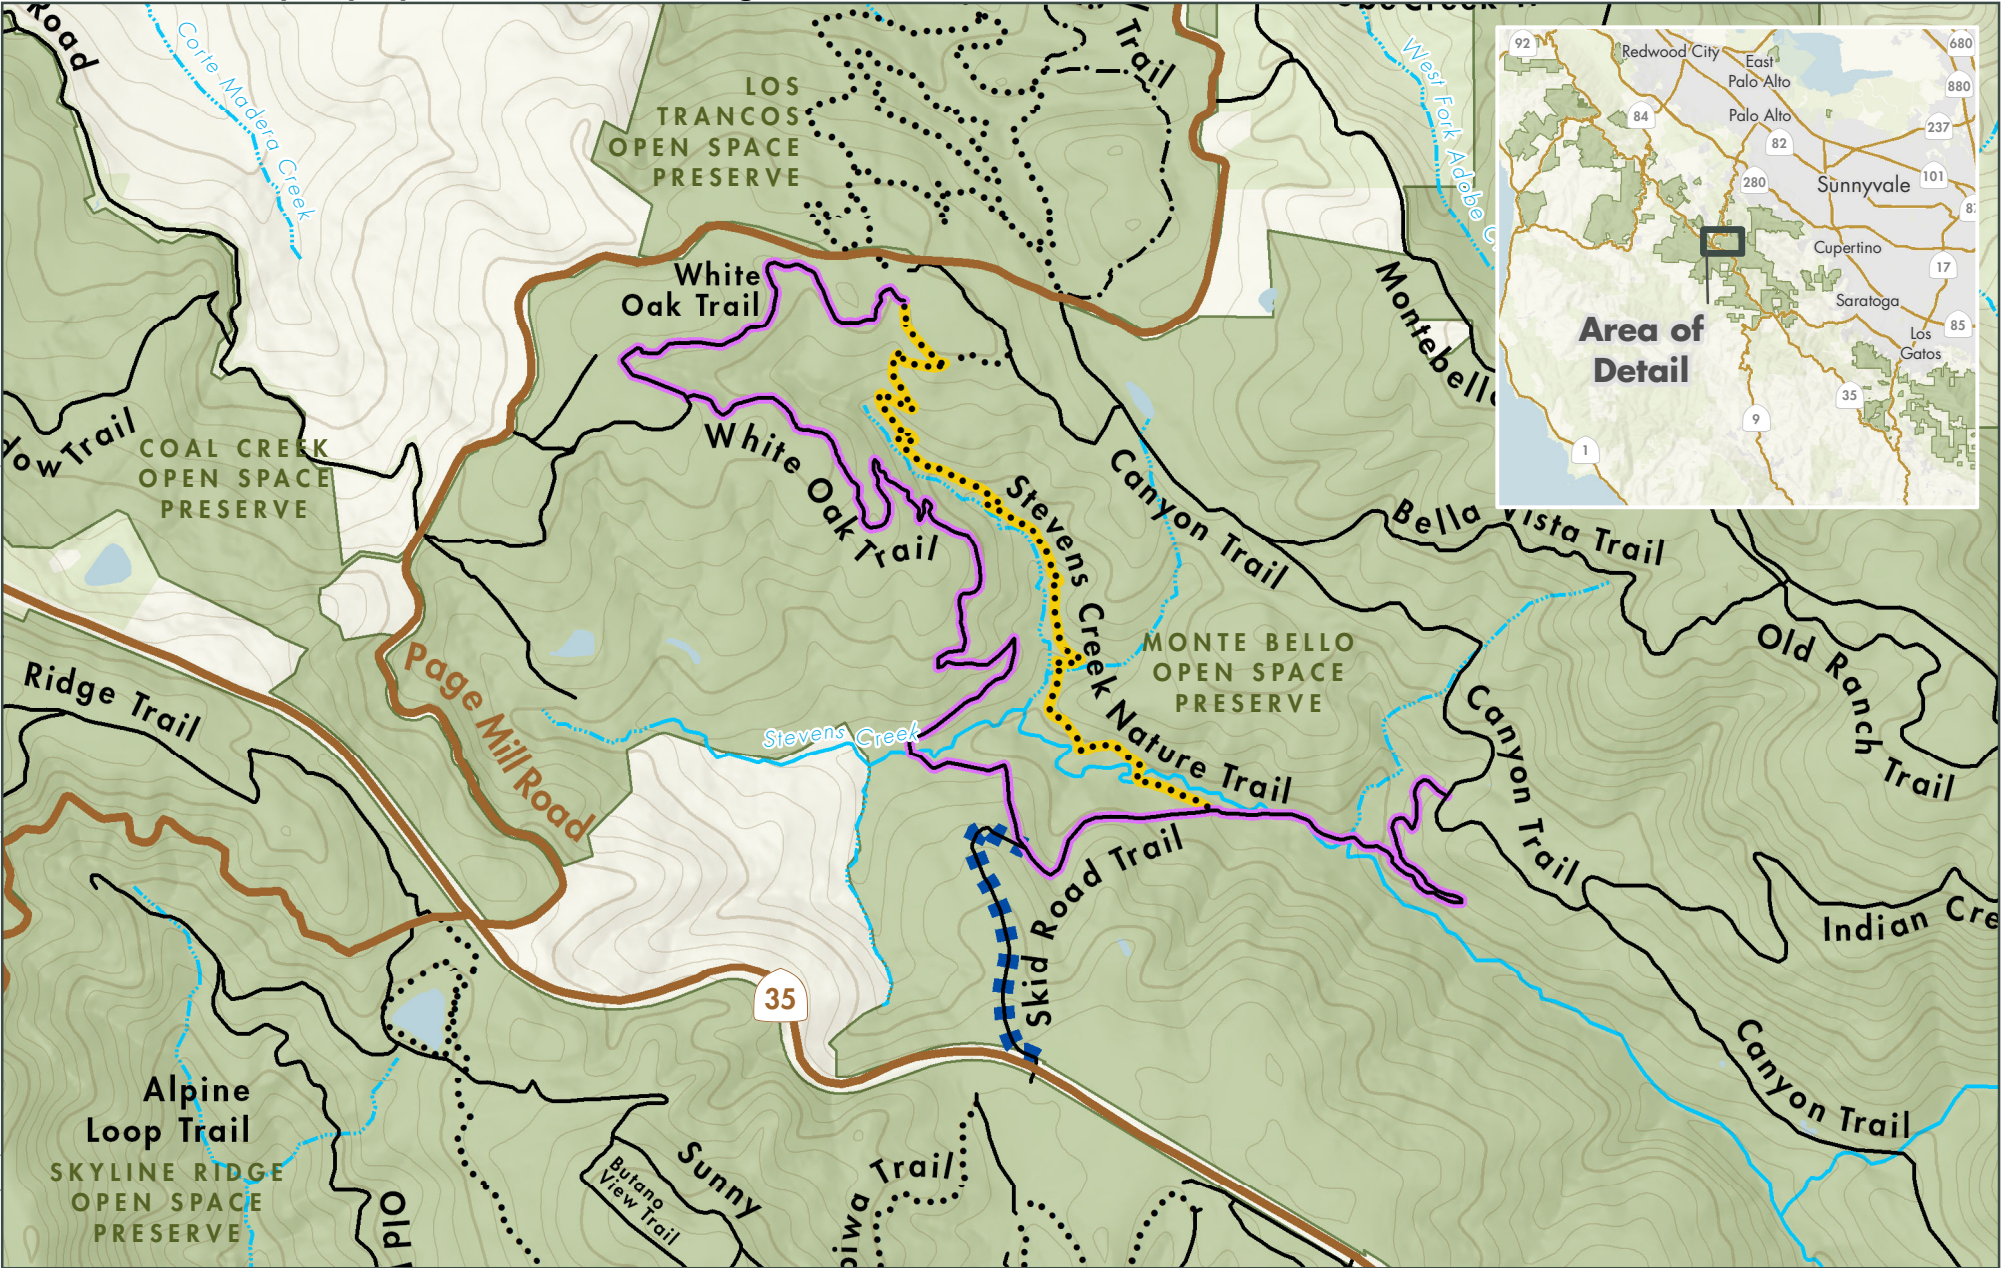 Road
Corte Madera Creek
LOS
TRANCOS
OPEN SPACE
PRESERVE
Trail
West Fork Adobe C
92
Redwood City
East
Palo Alto
680
880
84
Palo Alto
82
237
280
Sunnyvale
101
Cupertino
17
Saratoga
85
Los
Gatos
35
9
1
Area of
Detail
White
Oak Trail
Montebello
dow Trail
COAL CREEK
OPEN SPACE
PRESERVE
White Oak Trail
Stevens Creek Nature Trail
Canyon Trail
Bella Vista Trail
MONTE BELLO
OPEN SPACE
PRESERVE
Old Ranch Trail
Ridge Trail
Page Mill Road
Stevens Creek
Canyon Trail
Skid Road Trail
Indian Cre
35
Canyon Trail
Alpine
Loop Trail
SKYLINE RIDGE
OPEN SPACE
PRESERVE
Old
Butano
View Trail
Sunny
piwa Trail